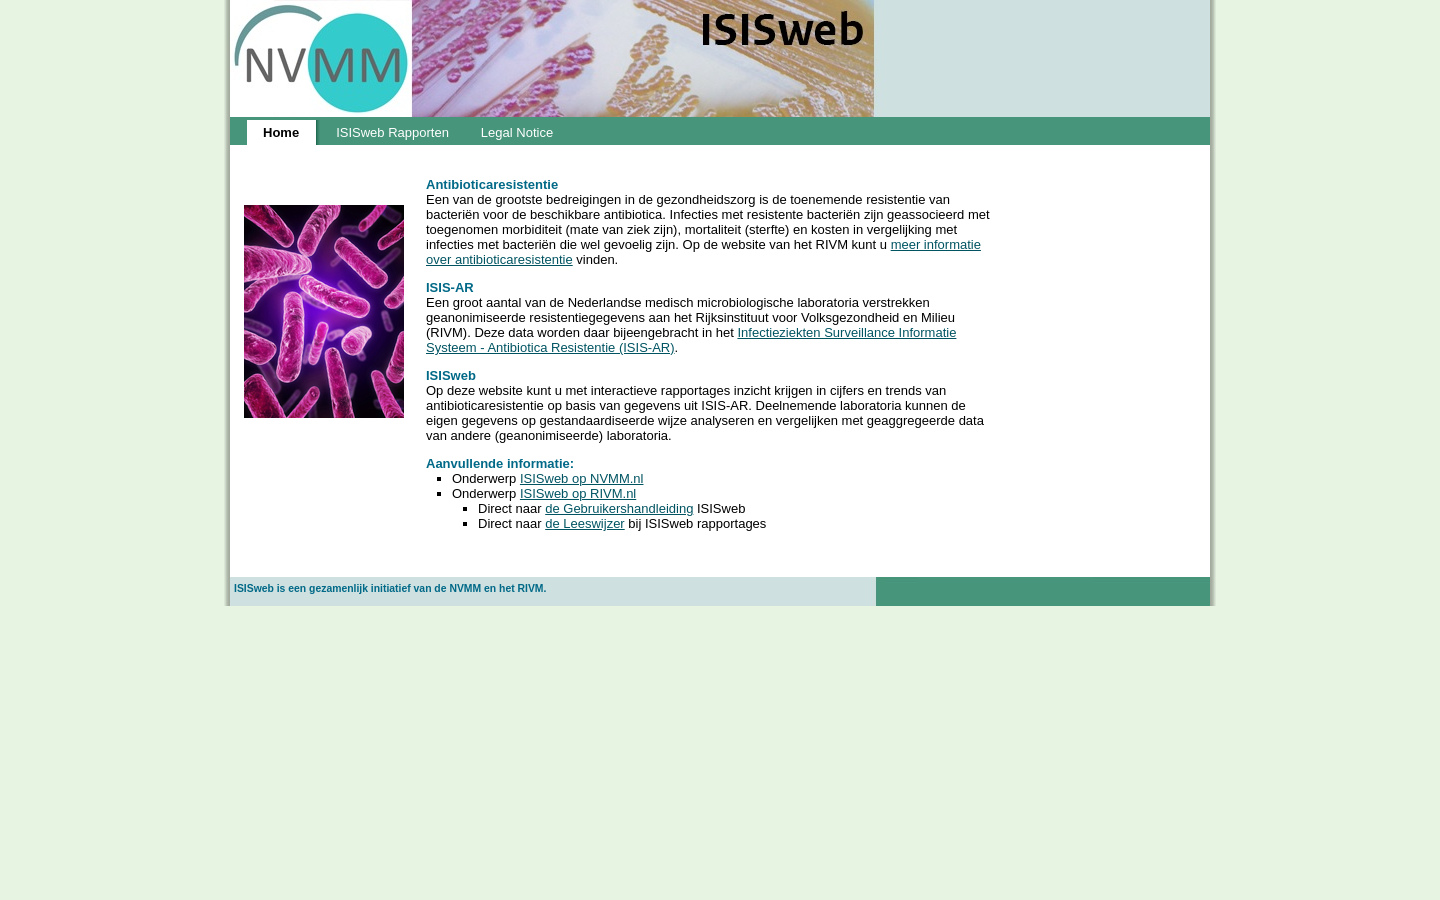 NVMM
ISISweb
Home ISISweb Rapporten Legal Notice
Antibioticaresistentie
Een van de grootste bedreigingen in de gezondheidszorg is de toenemende resistentie van
bacteriën voor de beschikbare antibiotica. Infecties met resistente bacteriën zijn geassocieerd met
toegenomen morbiditeit (mate van ziek zijn), mortaliteit (sterfte) en kosten in vergelijking met
infecties met bacteriën die wel gevoelig zijn. Op de website van het RIVM kunt u meer informatie
over antibioticaresistentie vinden.
ISIS-AR
Een groot aantal van de Nederlandse medisch microbiologische laboratoria verstrekken
geanonimiseerde resistentiegegevens aan het Rijksinstituut voor Volksgezondheid en Milieu
(RIVM). Deze data worden daar bijeengebracht in het Infectieziekten Surveillance Informatie
Systeem - Antibiotica Resistentie (ISIS-AR).
ISISweb
Op deze website kunt u met interactieve rapportages inzicht krijgen in cijfers en trends van
antibioticaresistentie op basis van gegevens uit ISIS-AR. Deelnemende laboratoria kunnen de
eigen gegevens op gestandaardiseerde wijze analyseren en vergelijken met geaggregeerde data
van andere (geanonimiseerde) laboratoria.
Aanvullende informatie:
Onderwerp ISISweb op NVMM.nl
Onderwerp ISISweb op RIVM.nl
Direct naar de Gebruikershandleiding ISISweb
Direct naar de Leeswijzer bij ISISweb rapportages
ISISweb is een gezamenlijk initiatief van de NVMM en het RIVM.